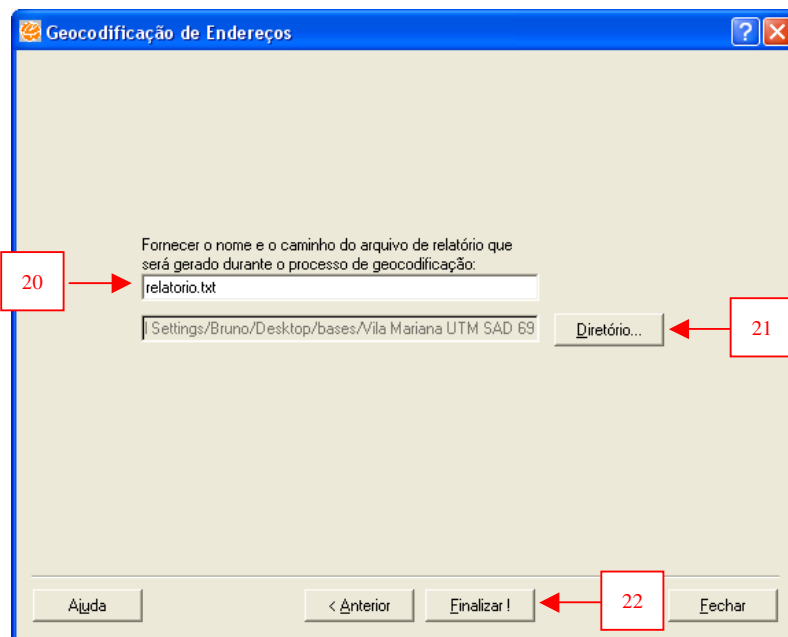 Geocodificação de Endereços
Fornecer o nome e o caminho do arquivo de relatório que
será gerado durante o processo de geocodificação:
20
relatorio.txt
l Settings/Bruno/Desktop/bases/Vila Mariana UTM SAD 69
Diretório...
21
Ajuda
< Anterior
Finalizar !
22
Fechar